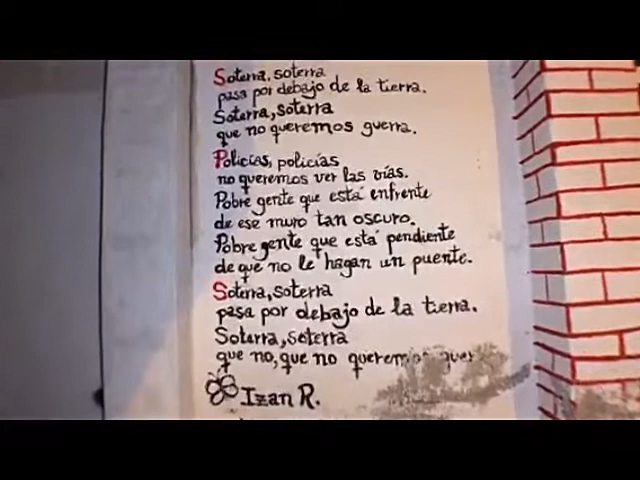 Soterra, soterra
pasa por debajo de la tierra.
Soterra, soterra
que no queremos guerra.
Policías, policías
no queremos ver las vías.
Pobre gente que está enfrente
de ese muro tan oscuro.
Pobre gente que está pendiente
de que no le hagan un puente.
Soterra, soterra
pasa por debajo de la tierra.
Soterra, soterra
que no, que no queremos
Izan R.